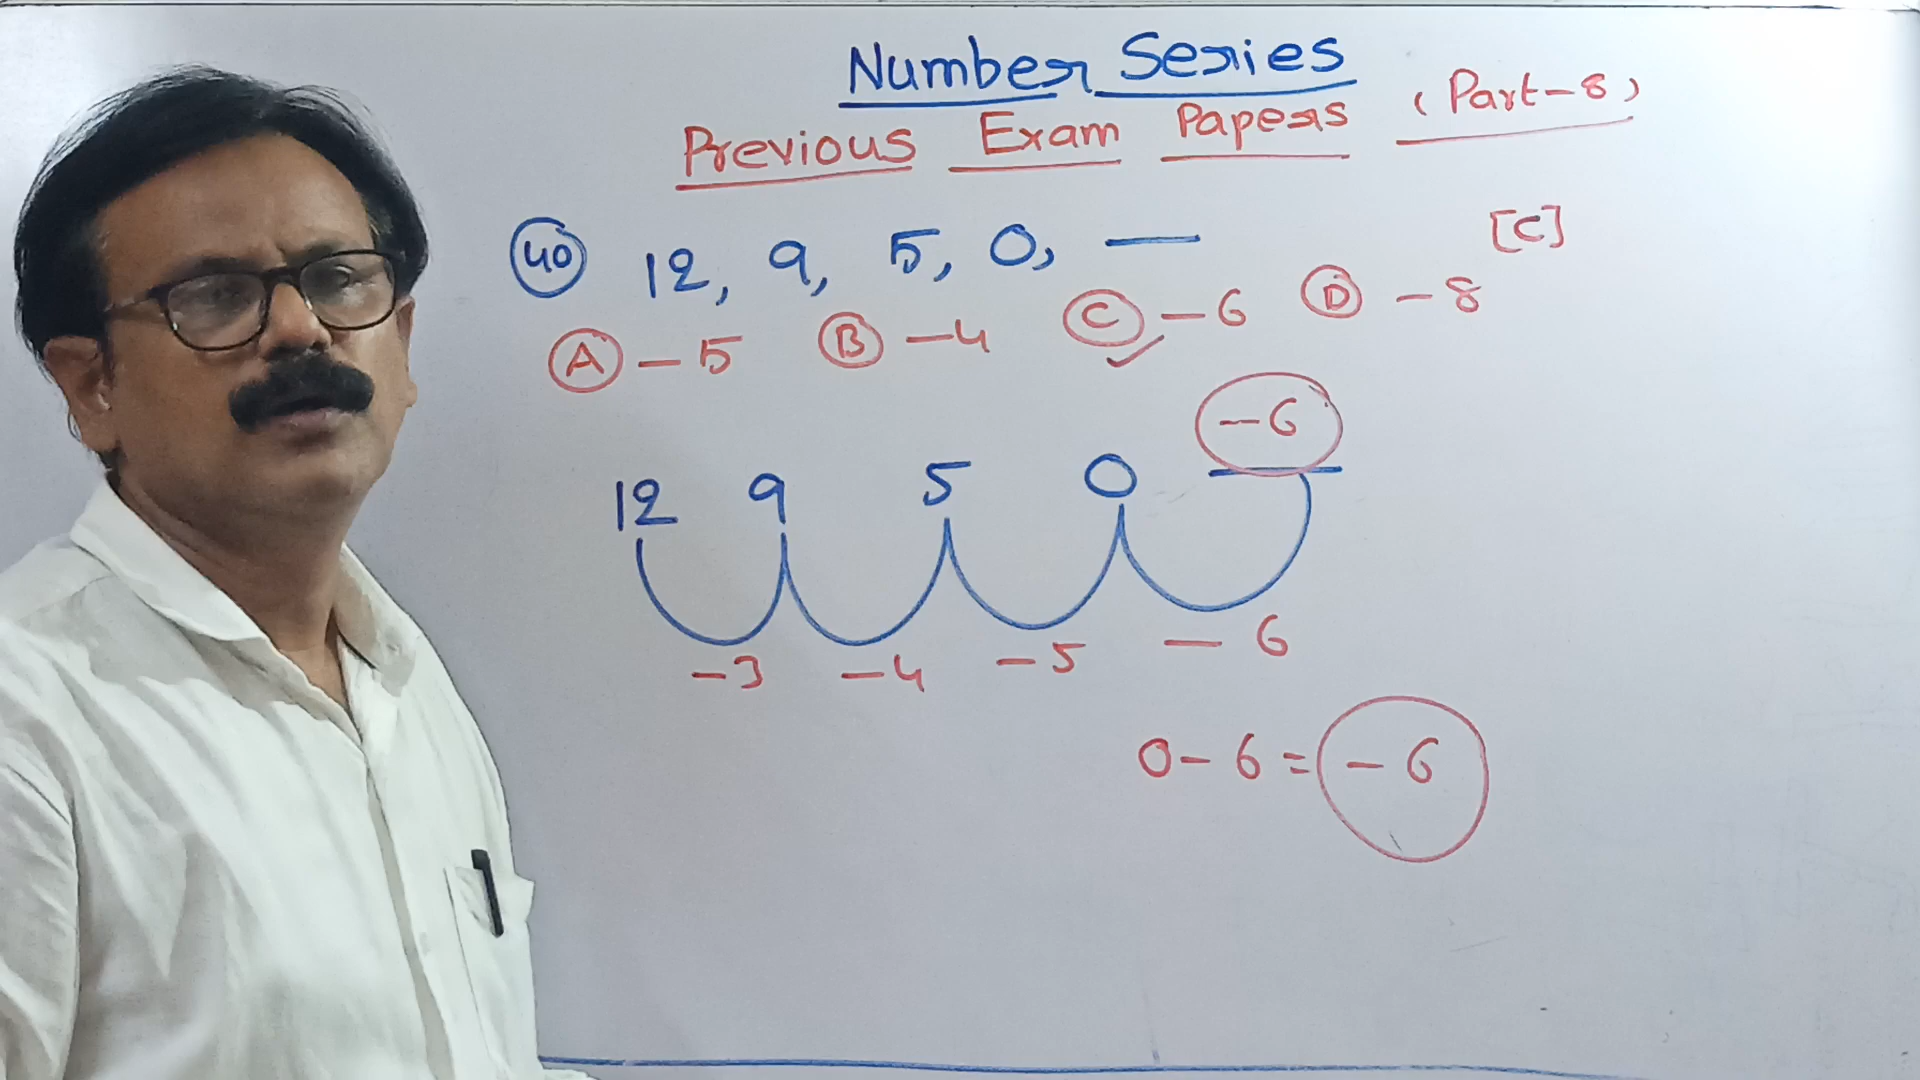 Number Series
Previous Exam Papers (Part-8)
40 12, 9, 5, 0, — [C]
A -5 B -4 C -6 D -8
-6
12 9 5 0
-3 -4 -5 -6
0-6=-6